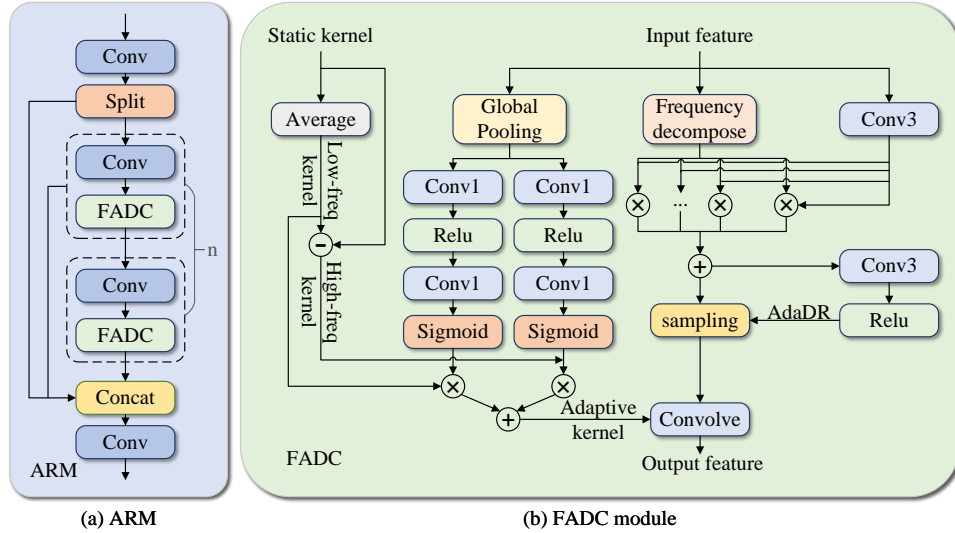 Conv
Split
Conv
FADC
n
Conv
FADC
Concat
Conv
ARM
(a) ARM
Static kernel
Input feature
Average
Global
Pooling
Frequency
decompose
Conv3
Low-freq
kernel
Conv1
Conv1
...
Relu
Relu
High-freq
kernel
Conv1
Conv1
Conv3
Sigmoid
Sigmoid
sampling
AdaDR
Relu
Adaptive
kernel
Convolve
FADC
Output feature
(b) FADC module